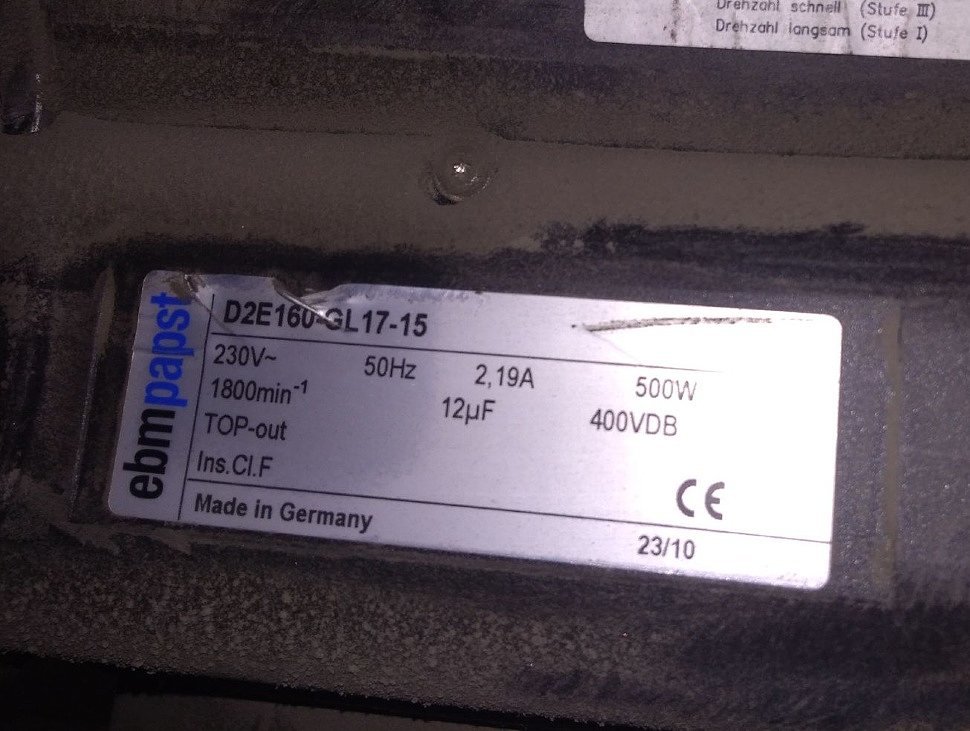 Drehzahl schnell (Stufe III)
Drehzahl langsam (Stufe I)
ebmpapst
D2E160-GL17-15
230V~ 50Hz 2,19A 500W
1800min⁻¹ 12µF 400VDB
TOP-out
Ins.Cl.F
CE
Made in Germany
23/10